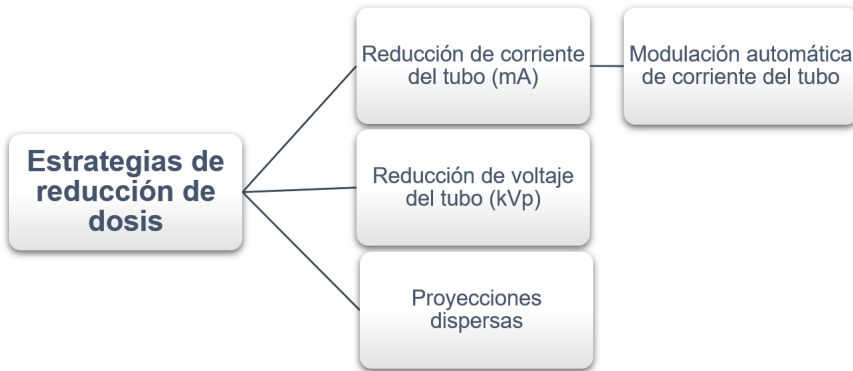 Estrategias de
reducción de
dosis
Reducción de corriente
del tubo (mA)
Modulación automática
de corriente del tubo
Reducción de voltaje
del tubo (kVp)
Proyecciones
dispersas